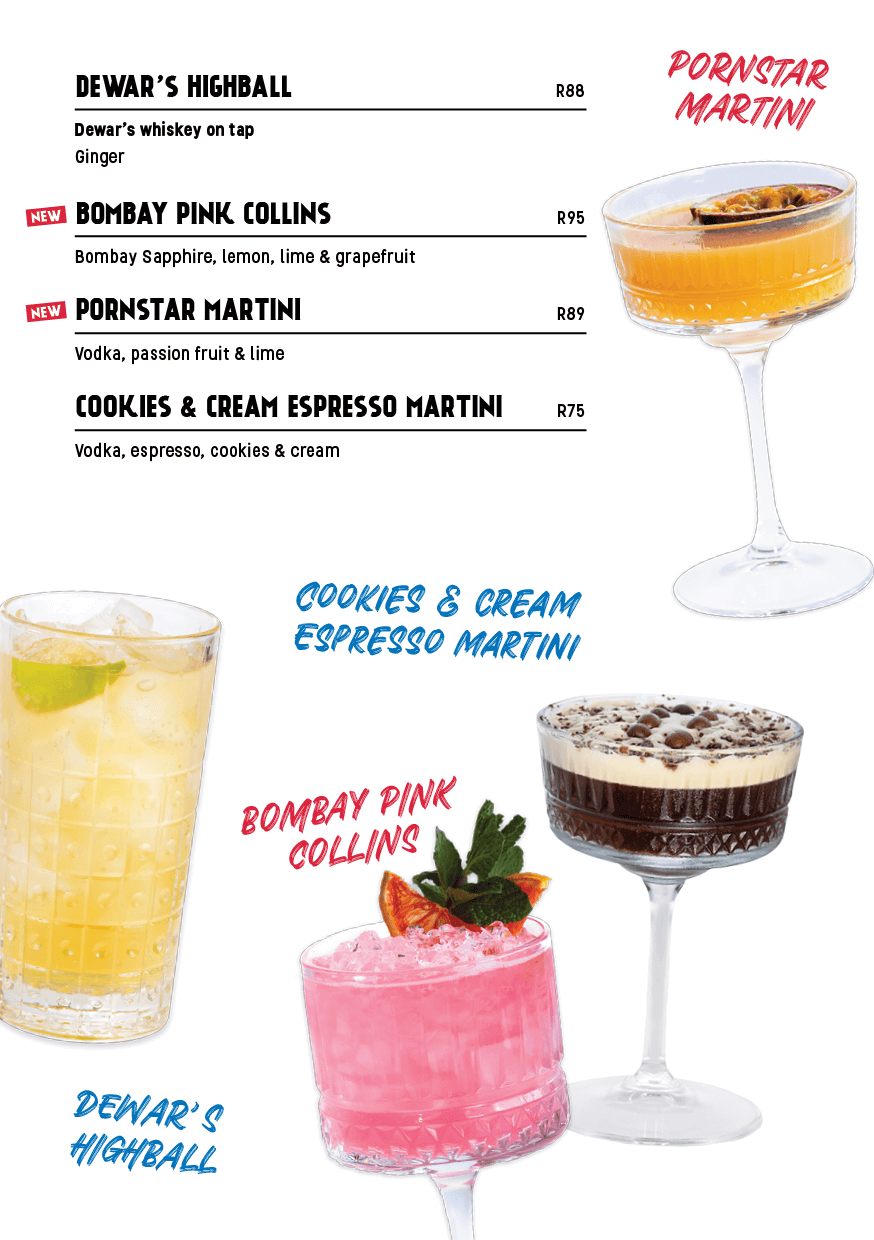 PORNSTAR
MARTINI
DEWAR'S HIGHBALL R88
Dewar's whiskey on tap
Ginger
NEW BOMBAY PINK COLLINS R95
Bombay Sapphire, lemon, lime & grapefruit
NEW PORNSTAR MARTINI R89
Vodka, passion fruit & lime
COOKIES & CREAM ESPRESSO MARTINI R75
Vodka, espresso, cookies & cream
COOKIES & CREAM
ESPRESSO MARTINI
BOMBAY PINK
COLLINS
DEWAR'S
HIGHBALL